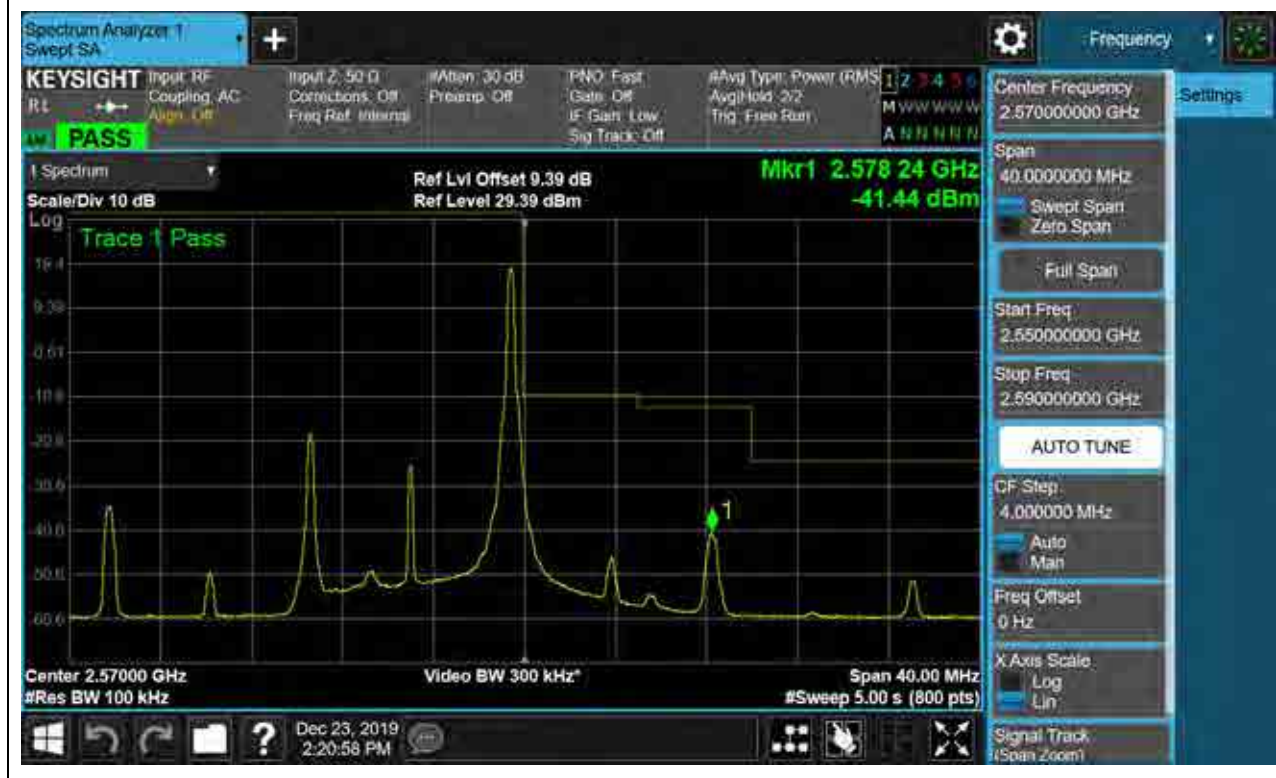 Spectrum Analyzer 1
Swept SA
+
Frequency
KEYSIGHT
Input: RF
Coupling: AC
Align: Off
Input Z: 50 Ω
Corrections: Off
Freq Ref: Internal
#Atten: 30 dB
Preamp: Off
PNO: Fast
Gate: Off
IF Gain: Low
Sig Track: Off
#Avg Type: Power (RMS
Avg|Hold: 2/2
Trig: Free Run
1 2 3 4 5 6
M W W W W W
A N N N N N
R L
PASS
1 Spectrum
Scale/Div 10 dB
Log
Ref Lvl Offset 9.39 dB
Ref Level 29.39 dBm
Mkr1 2.578 24 GHz
-41.44 dBm
Trace 1 Pass
19.4
9.39
-0.61
-10.6
-20.6
-30.6
-40.6
-50.6
-60.6
1
Center 2.57000 GHz
#Res BW 100 kHz
Video BW 300 kHz*
Span 40.00 MHz
#Sweep 5.00 s (800 pts)
?
Dec 23, 2019
2:20:58 PM
Center Frequency
2.570000000 GHz
Settings
Span
40.0000000 MHz
Swept Span
Zero Span
Full Span
Start Freq
2.550000000 GHz
Stop Freq
2.590000000 GHz
AUTO TUNE
CF Step
4.000000 MHz
Auto
Man
Freq Offset
0 Hz
X Axis Scale
Log
Lin
Signal Track
(Span Zoom)